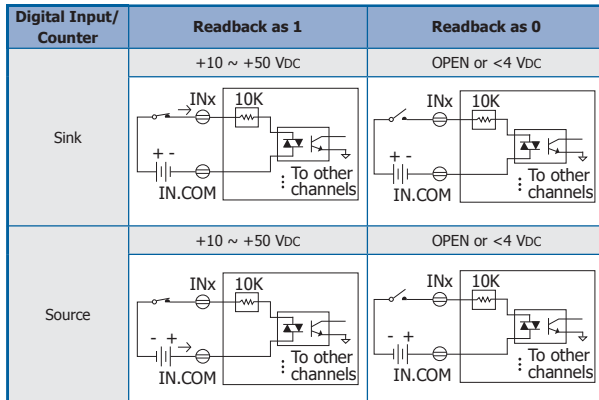 Digital Input/
Counter
Readback as 1
Readback as 0
Sink
+10 ~ +50 VDC
OPEN or <4 VDC
INx 10K
+ -
IN.COM
To other
channels
INx 10K
+ -
IN.COM
To other
channels
Source
+10 ~ +50 VDC
OPEN or <4 VDC
INx 10K
- +
IN.COM
To other
channels
INx 10K
- +
IN.COM
To other
channels